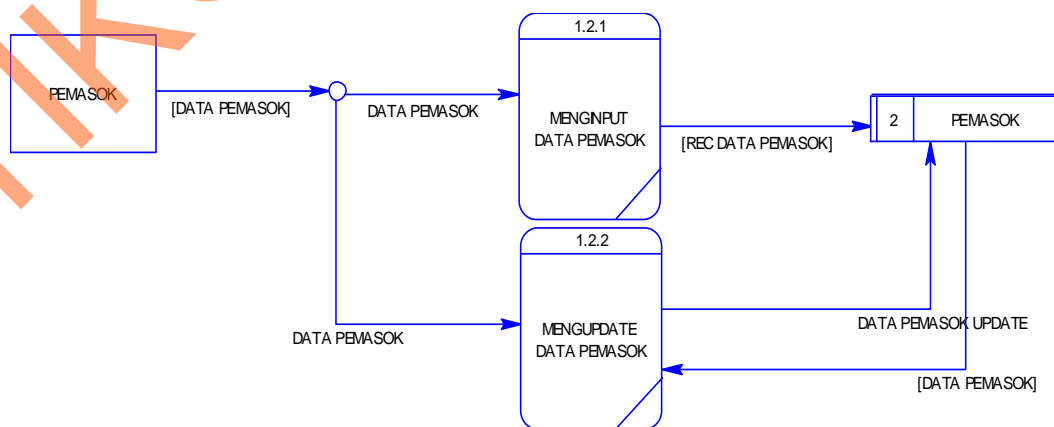 1.2.1
PEMASOK
[DATA PEMASOK]
DATA PEMASOK
MENGINPUT
DATA PEMASOK
[REC DATA PEMASOK]
2
PEMASOK
1.2.2
DATA PEMASOK
MENGUPDATE
DATA PEMASOK
DATA PEMASOK UPDATE
[DATA PEMASOK]